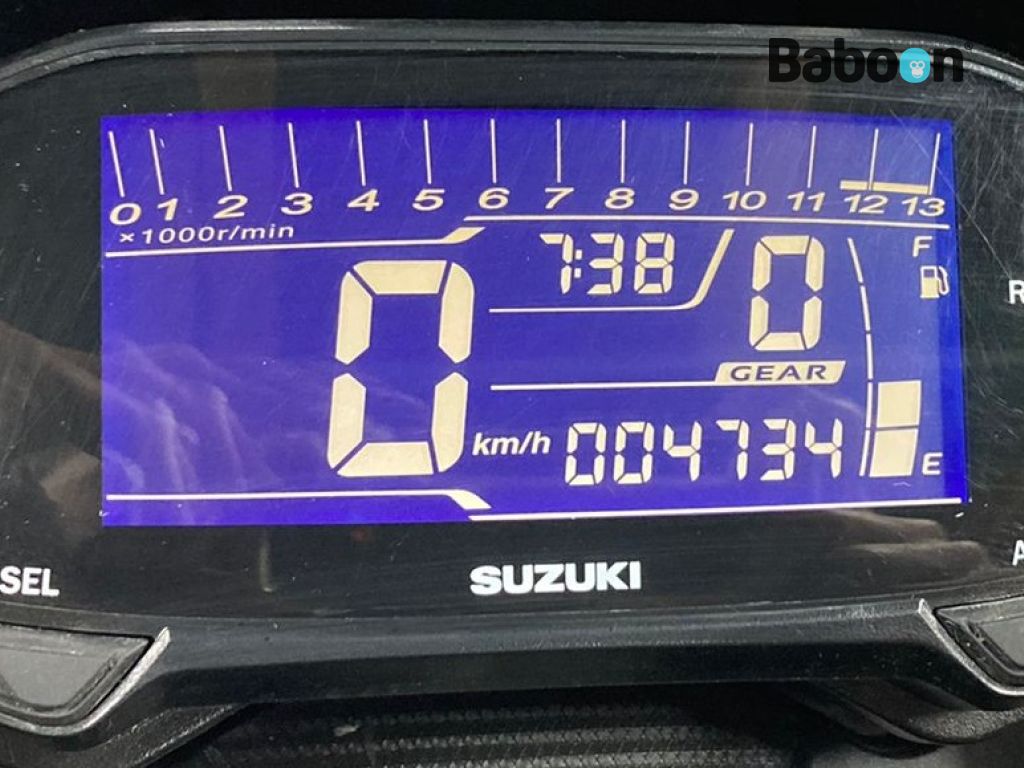 Baboon
0 1 2 3 4 5 6 7 8 9 10 11 12 13
×1000r/min
7:38 0 F
GEAR
0 km/h 004734 E
SEL SUZUKI